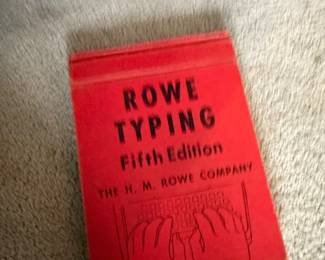 ROWE
TYPING
Fifth Edition
THE H. M. ROWE COMPANY